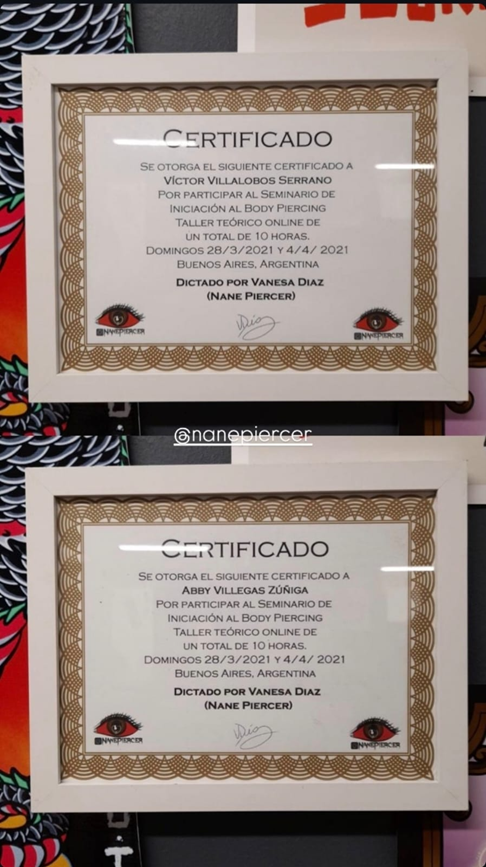 CERTIFICADO
SE OTORGA EL SIGUIENTE CERTIFICADO A
VÍCTOR VILLALOBOS SERRANO
POR PARTICIPAR AL SEMINARIO DE
INICIACIÓN AL BODY PIERCING
TALLER TEÓRICO ONLINE DE
UN TOTAL DE 10 HORAS.
DOMINGOS 28/3/2021 Y 4/4/ 2021
BUENOS AIRES, ARGENTINA
DICTADO POR VANESA DIAZ
(NANE PIERCER)
NANEPIERCER
NANEPIERCER
@nanepiercer
CERTIFICADO
SE OTORGA EL SIGUIENTE CERTIFICADO A
ABBY VILLEGAS ZÚÑIGA
POR PARTICIPAR AL SEMINARIO DE
INICIACIÓN AL BODY PIERCING
TALLER TEÓRICO ONLINE DE
UN TOTAL DE 10 HORAS.
DOMINGOS 28/3/2021 Y 4/4/ 2021
BUENOS AIRES, ARGENTINA
DICTADO POR VANESA DIAZ
(NANE PIERCER)
NANEPIERCER
NANEPIERCER